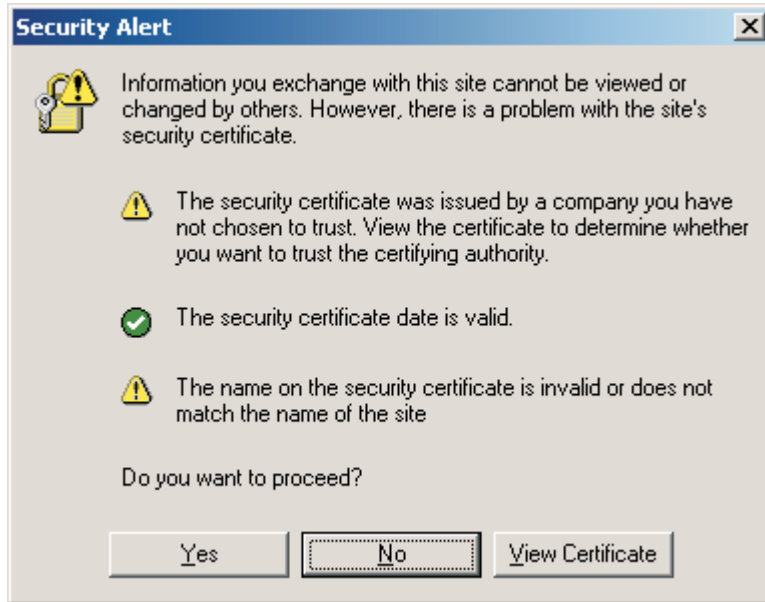 Security Alert
Information you exchange with this site cannot be viewed or
changed by others. However, there is a problem with the site's
security certificate.
The security certificate was issued by a company you have
not chosen to trust. View the certificate to determine whether
you want to trust the certifying authority.
The security certificate date is valid.
The name on the security certificate is invalid or does not
match the name of the site
Do you want to proceed?
Yes No View Certificate